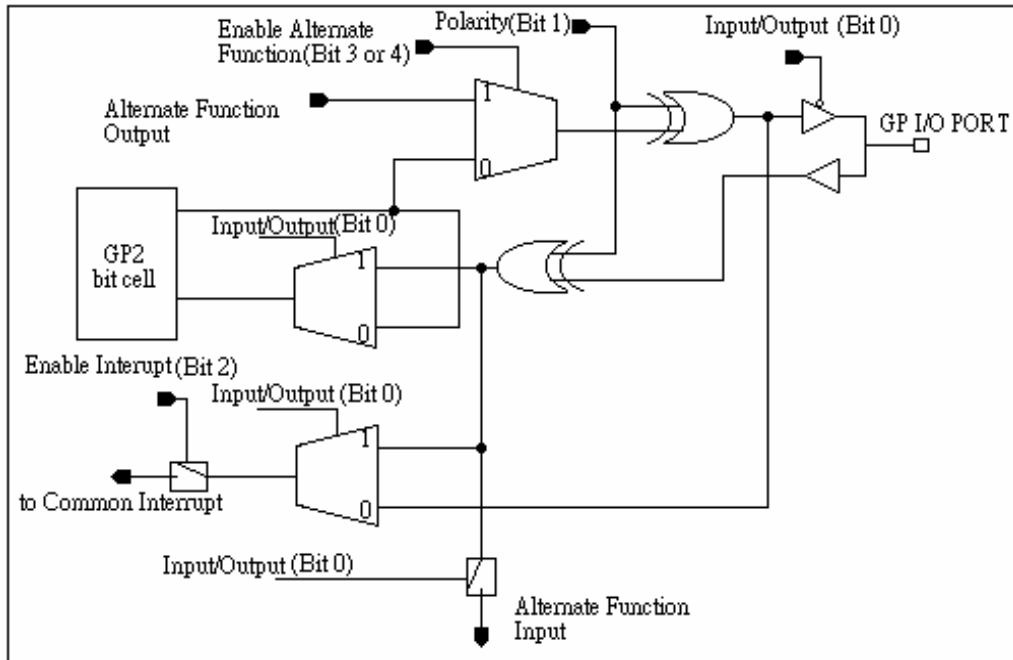 Polarity(Bit 1)
Input/Output (Bit 0)
Enable Alternate
Function(Bit 3 or 4)
1
Alternate Function
Output
GP I/O PORT
0
Input/Output(Bit 0)
GP2
bit cell
1
0
Enable Interupt(Bit 2)
Input/Output (Bit 0)
1
to Common Interrupt
0
Input/Output (Bit 0)
Alternate Function
Input